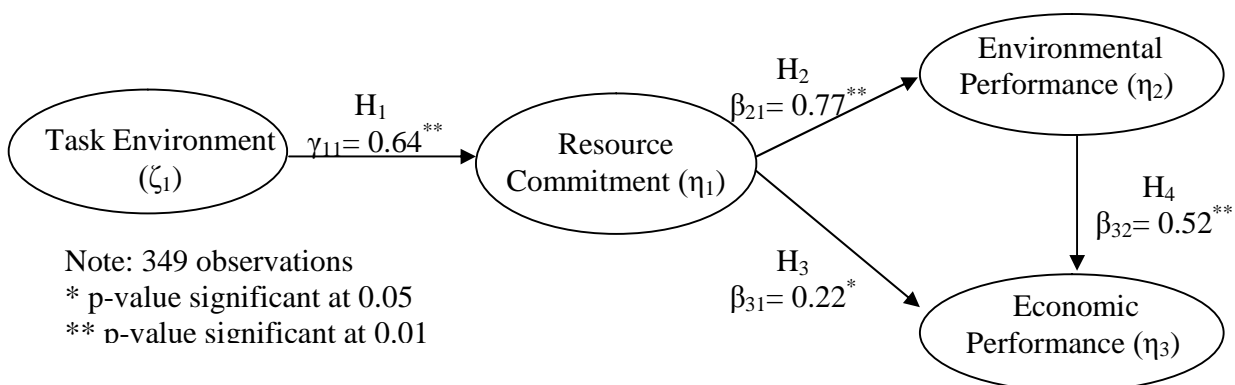 Task Environment
(ζ₁)
H₁
γ₁₁= 0.64**
Resource
Commitment (η₁)
H₂
β₂₁= 0.77**
Environmental
Performance (η₂)
H₃
β₃₁= 0.22*
H₄
β₃₂= 0.52**
Economic
Performance (η₃)
Note: 349 observations
* p-value significant at 0.05
** p-value significant at 0.01